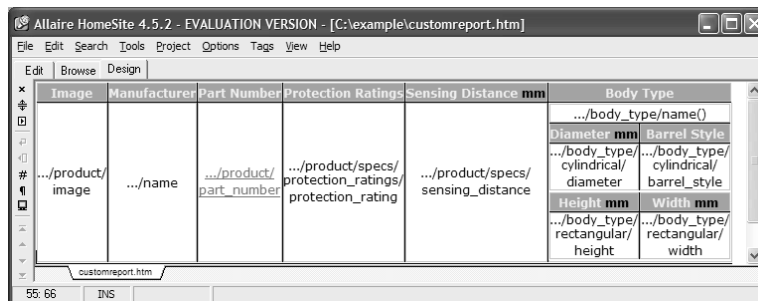 Allaire HomeSite 4.5.2 - EVALUATION VERSION - [C:\example\customreport.htm]
File Edit Search Tools Project Options Tags View Help
Edit Browse Design
Image Manufacturer Part Number Protection Ratings Sensing Distance mm Body Type
.../product/
image
.../name
.../product/
part_number
.../product/specs/
protection_ratings/
protection_rating
.../product/specs/
sensing_distance
.../body_type/name()
Diameter mm Barrel Style
.../body_type/
cylindrical/
diameter
.../body_type/
cylindrical/
barrel_style
Height mm Width mm
.../body_type/
rectangular/
height
.../body_type/
rectangular/
width
customreport.htm
55: 66 INS